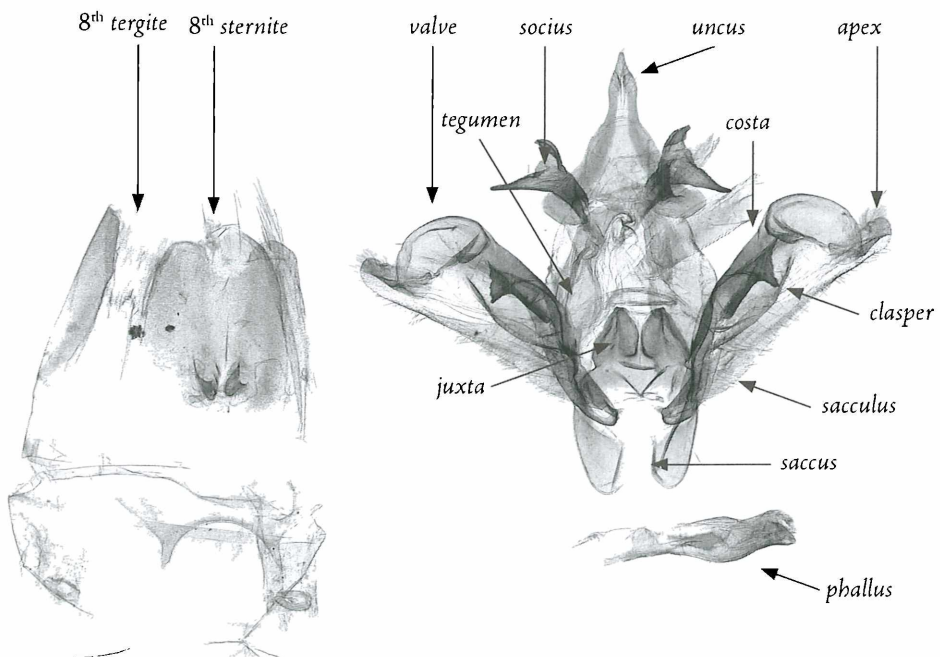 8th tergite
8th sternite
valve
socius
uncus
apex
tegumen
costa
clasper
juxta
sacculus
saccus
phallus